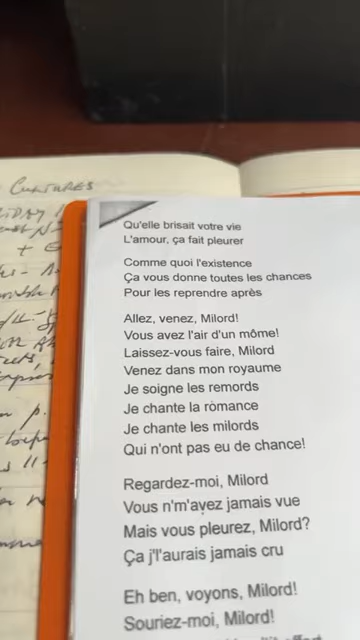 CULTURES
Qu'elle brisait votre vie
L'amour, ça fait pleurer
Comme quoi l'existence
Ça vous donne toutes les chances
Pour les reprendre après
Allez, venez, Milord!
Vous avez l'air d'un môme!
Laissez-vous faire, Milord
Venez dans mon royaume
Je soigne les remords
Je chante la romance
Je chante les milords
Qui n'ont pas eu de chance!
Regardez-moi, Milord
Vous n'm'avez jamais vue
Mais vous pleurez, Milord?
Ça j'l'aurais jamais cru
Eh ben, voyons, Milord!
Souriez-moi, Milord!